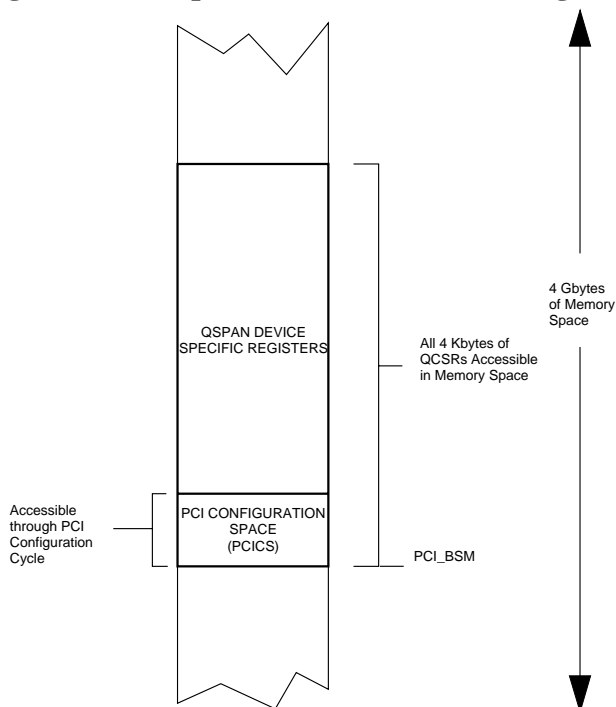 4 Gbytes
of Memory
Space
QSPAN DEVICE
SPECIFIC REGISTERS
All 4 Kbytes of
QCSRs Accessible
in Memory Space
Accessible
through PCI
Configuration
Cycle
PCI CONFIGURATION
SPACE
(PCICS)
PCI_BSM